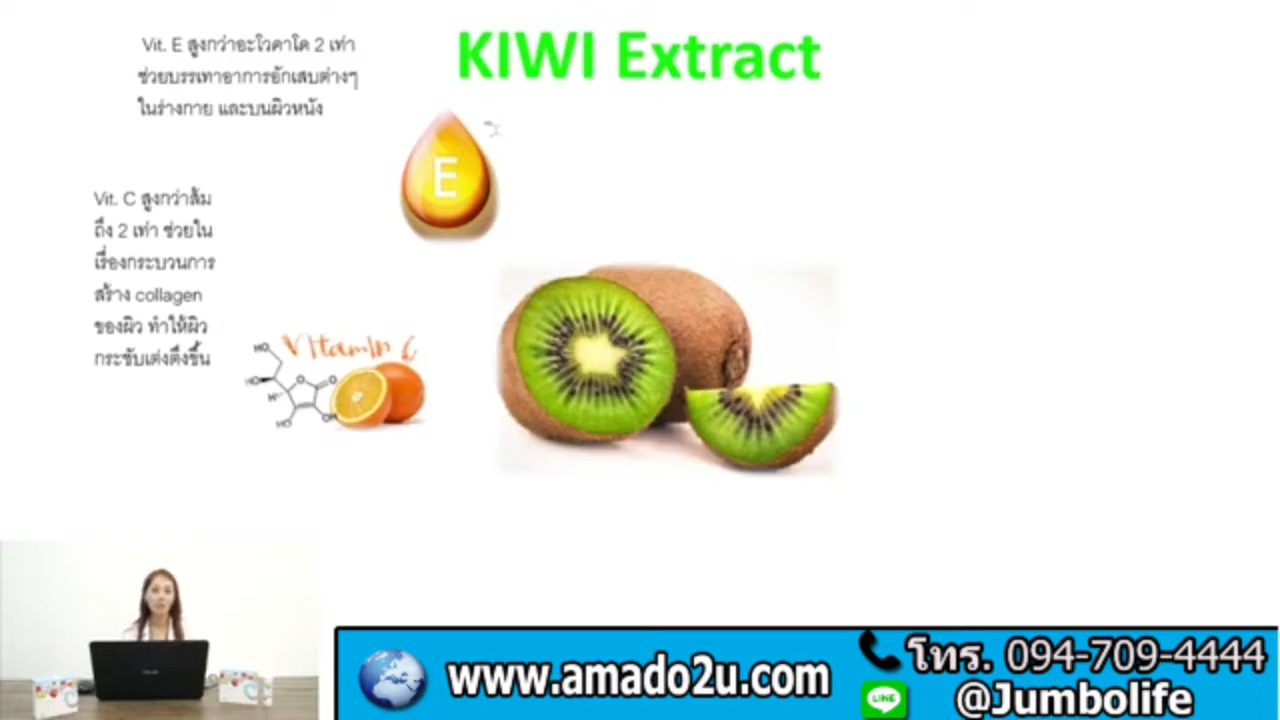 KIWI Extract
Vit. E สูงกว่าอะโวคาโด 2 เท่า
ช่วยบรรเทาอาการอักเสบต่างๆ
ในร่างกาย และบนผิวหนัง
E
Vit. C สูงกว่าส้ม
ถึง 2 เท่า ช่วยใน
เรื่องกระบวนการ
สร้าง collagen
ของผิว ทำให้ผิว
กระชับเต่งตึงขึ้น
Vitamin C
HO
O
O
HO
H
HO
OH
www.amado2u.com
โทร. 094-709-4444
LINE
@Jumbolife